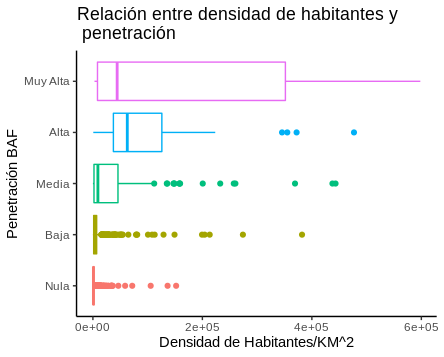 Relación entre densidad de habitantes y
penetración
Penetración BAF
Muy Alta
Alta
Media
Baja
Nula
0e+00 2e+05 4e+05 6e+05
Densidad de Habitantes/KM^2